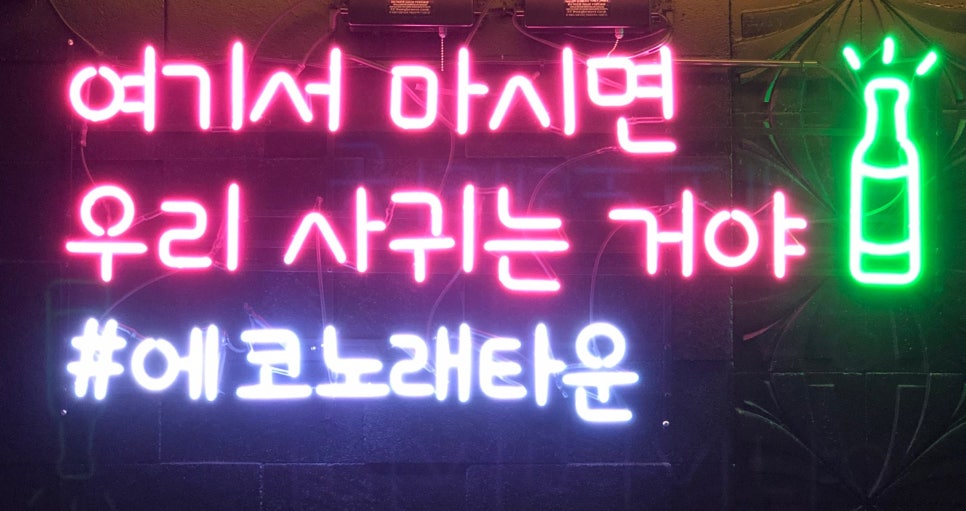 여기서 마시면
우리 사귀는 거야
#에코노래타운